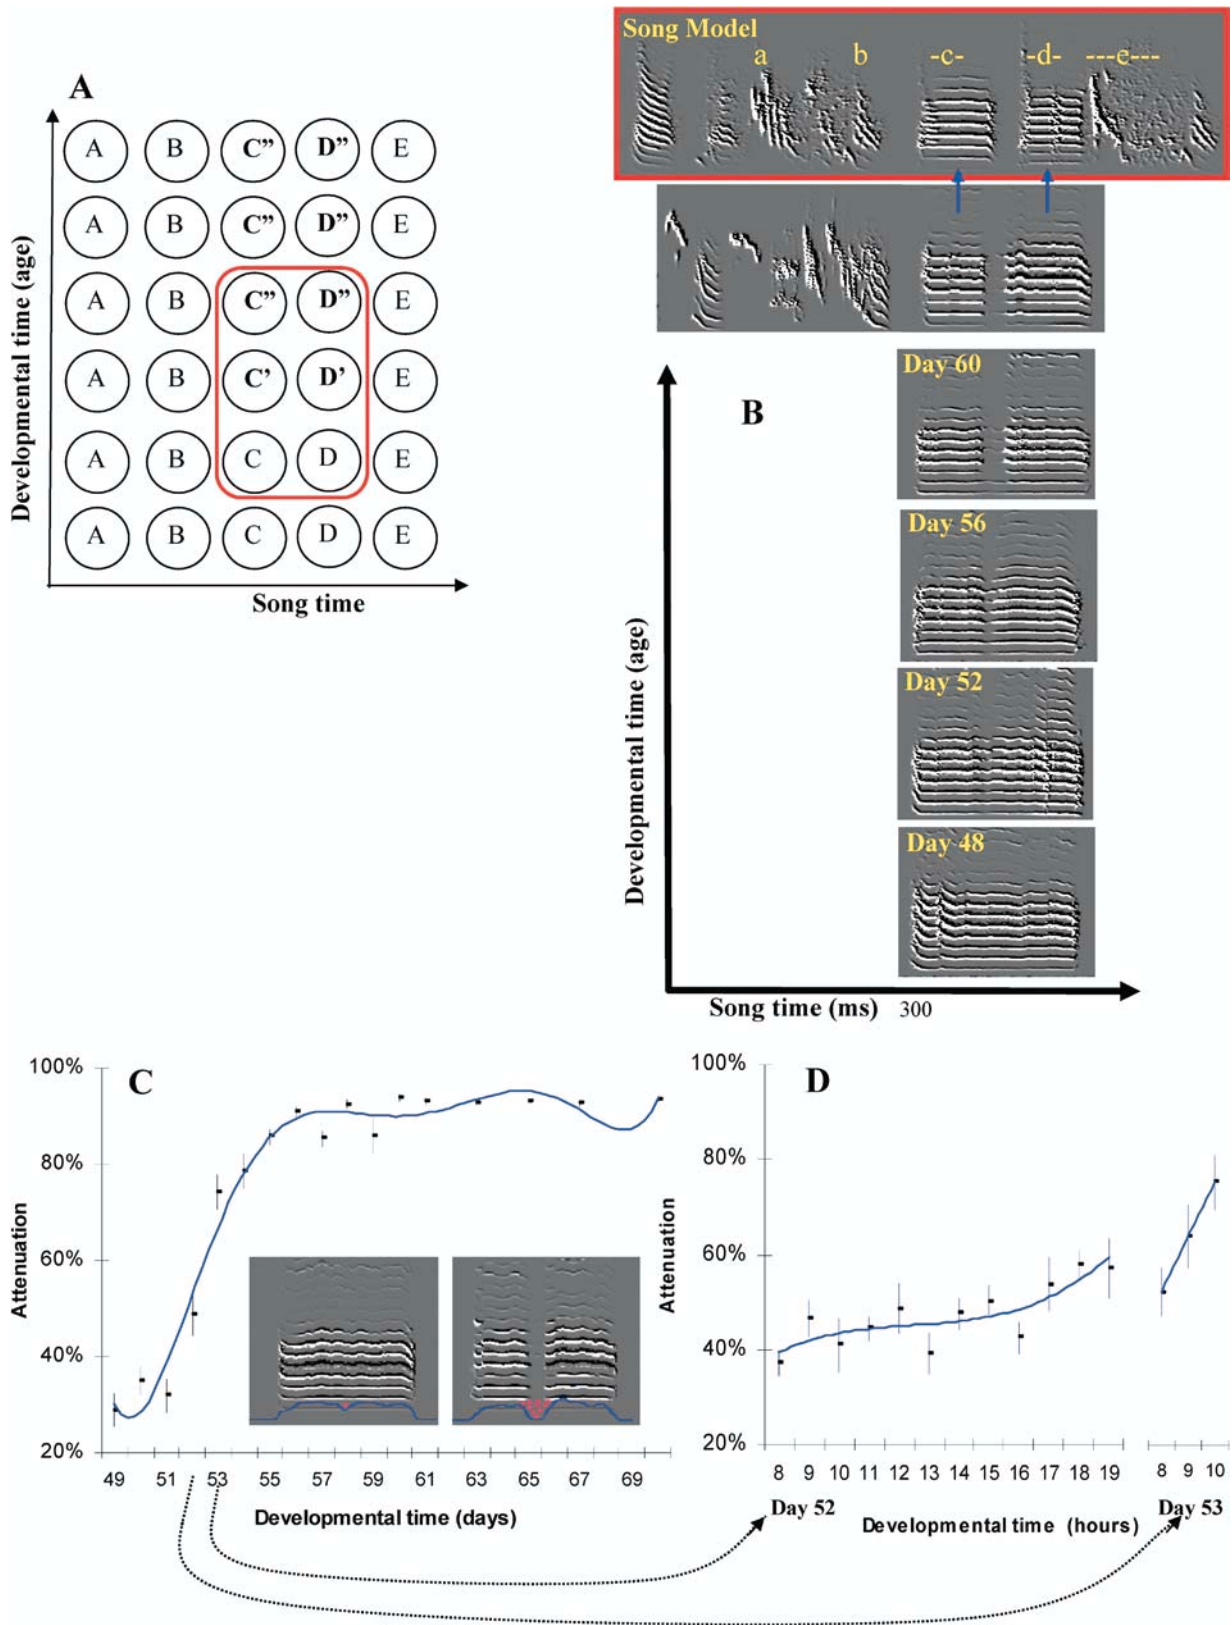 A
Developmental time (age)
A B C” D” E
A B C” D” E
A B C” D” E
A B C’ D’ E
A B C D E
A B C D E
Song time
Song Model
a b -c- -d- ---e---
B
Developmental time (age)
Day 60
Day 56
Day 52
Day 48
Song time (ms) 300
C
Attenuation
100%
80%
60%
40%
20%
49 51 53 55 57 59 61 63 65 67 69
Developmental time (days)
D
Attenuation
100%
80%
60%
40%
20%
8 9 10 11 12 13 14 15 16 17 18 19 8 9 10
Day 52 Developmental time (hours) Day 53